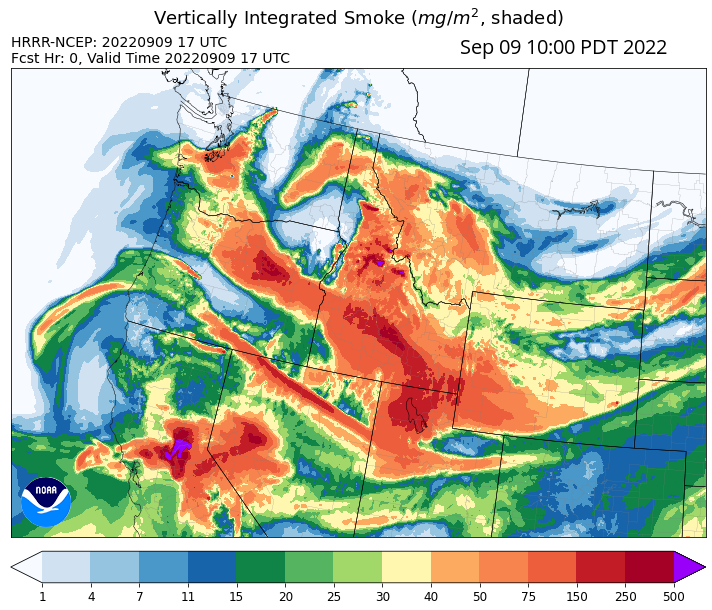 Vertically Integrated Smoke (mg/m², shaded)
HRRR-NCEP: 20220909 17 UTC
Fcst Hr: 0, Valid Time 20220909 17 UTC
Sep 09 10:00 PDT 2022
NOAA
1 4 7 11 15 20 25 30 40 50 75 150 250 500